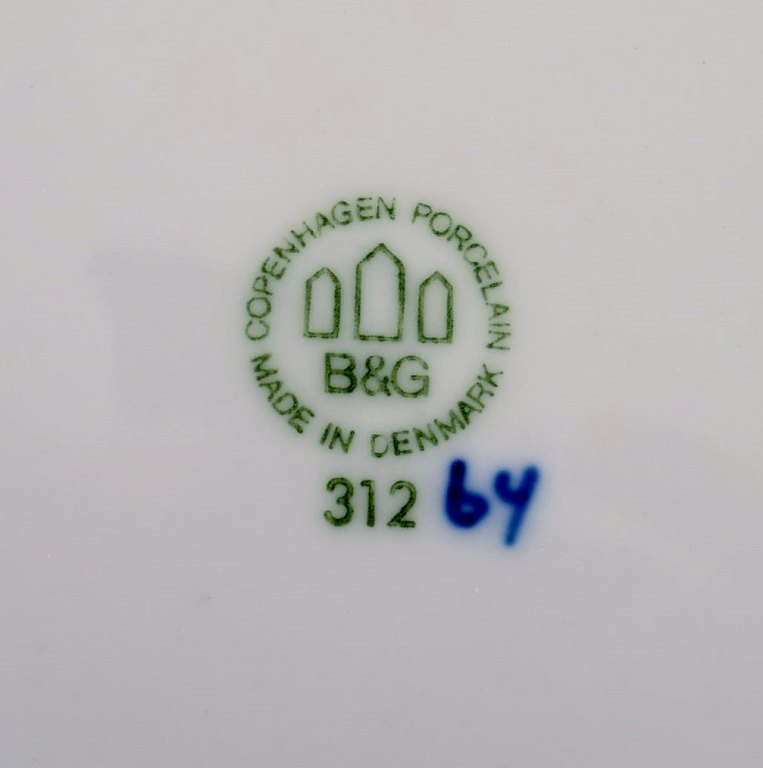 COPENHAGEN PORCELAIN
B&G
MADE IN DENMARK
312 64